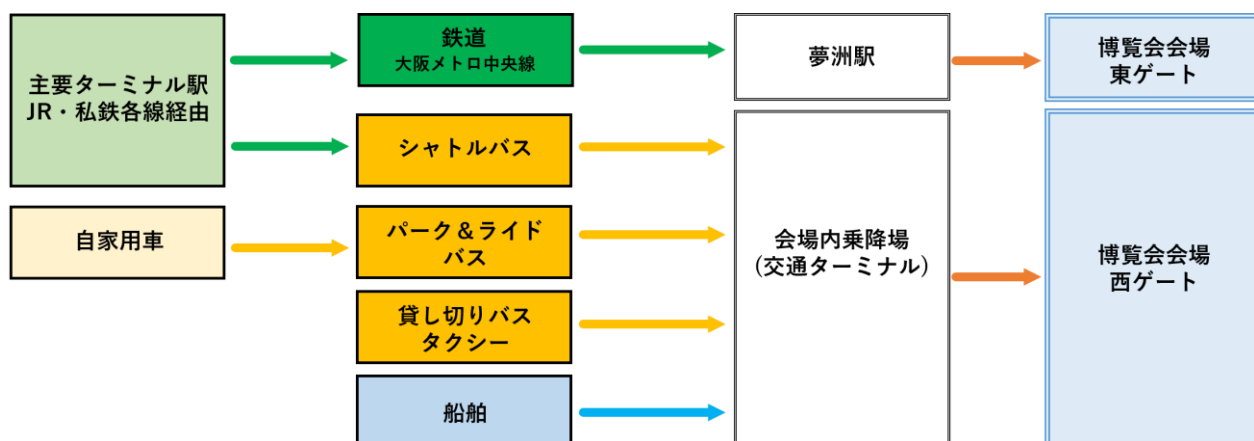 主要ターミナル駅
JR・私鉄各線経由
鉄道
大阪メトロ中央線
夢洲駅
博覧会会場
東ゲート
シャトルバス
自家用車
パーク＆ライド
バス
会場内乗降場
(交通ターミナル)
博覧会会場
西ゲート
貸し切りバス
タクシー
船舶